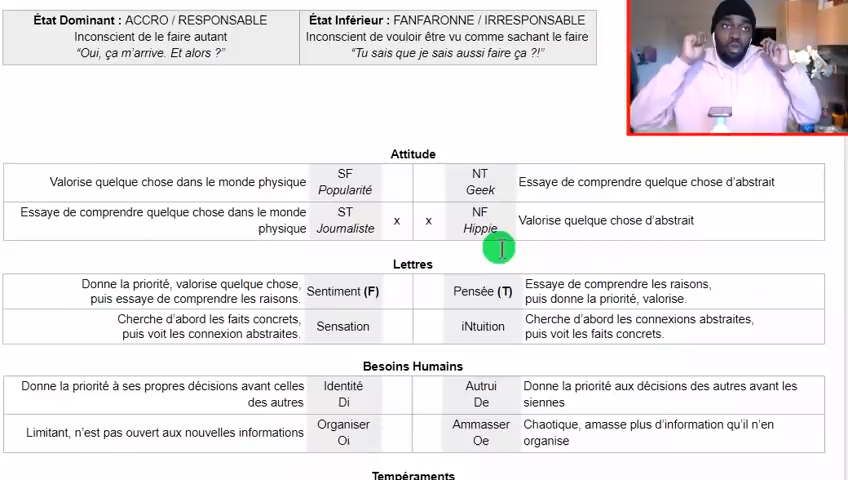 État Dominant : ACCRO / RESPONSABLE
Inconscient de le faire autant
“Oui, ça m’arrive. Et alors ?”
État Inférieur : FANFARONNE / IRRESPONSABLE
Inconscient de vouloir être vu comme sachant le faire
“Tu sais que je sais aussi faire ça ?!”
Attitude
Valorise quelque chose dans le monde physique
SF
Popularité
NT
Geek
Essaye de comprendre quelque chose d’abstrait
Essaye de comprendre quelque chose dans le monde
physique
ST
Journaliste
x
x
NF
Hippie
Valorise quelque chose d’abstrait
Lettres
Donne la priorité, valorise quelque chose,
puis essaye de comprendre les raisons.
Sentiment (F)
Pensée (T)
Essaye de comprendre les raisons,
puis donne la priorité, valorise.
Cherche d’abord les faits concrets,
puis voit les connexion abstraites.
Sensation
iNtuition
Cherche d’abord les connexions abstraites,
puis voit les faits concrets.
Besoins Humains
Donne la priorité à ses propres décisions avant celles
des autres
Identité
Di
Autrui
De
Donne la priorité aux décisions des autres avant les
siennes
Limitant, n’est pas ouvert aux nouvelles informations
Organiser
Oi
Ammasser
Oe
Chaotique, amasse plus d’information qu’il n’en
organise
Tempéraments